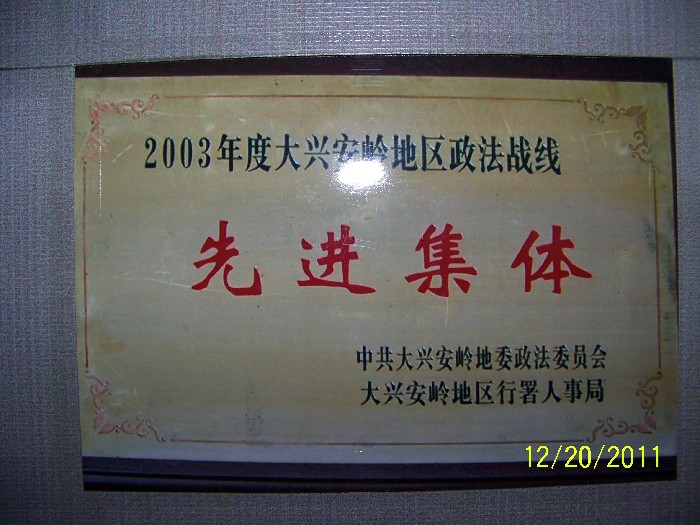 2003年度大兴安岭地区政法战线
先进集体
中共大兴安岭地委政法委员会
大兴安岭地区行署人事局
12/20/2011